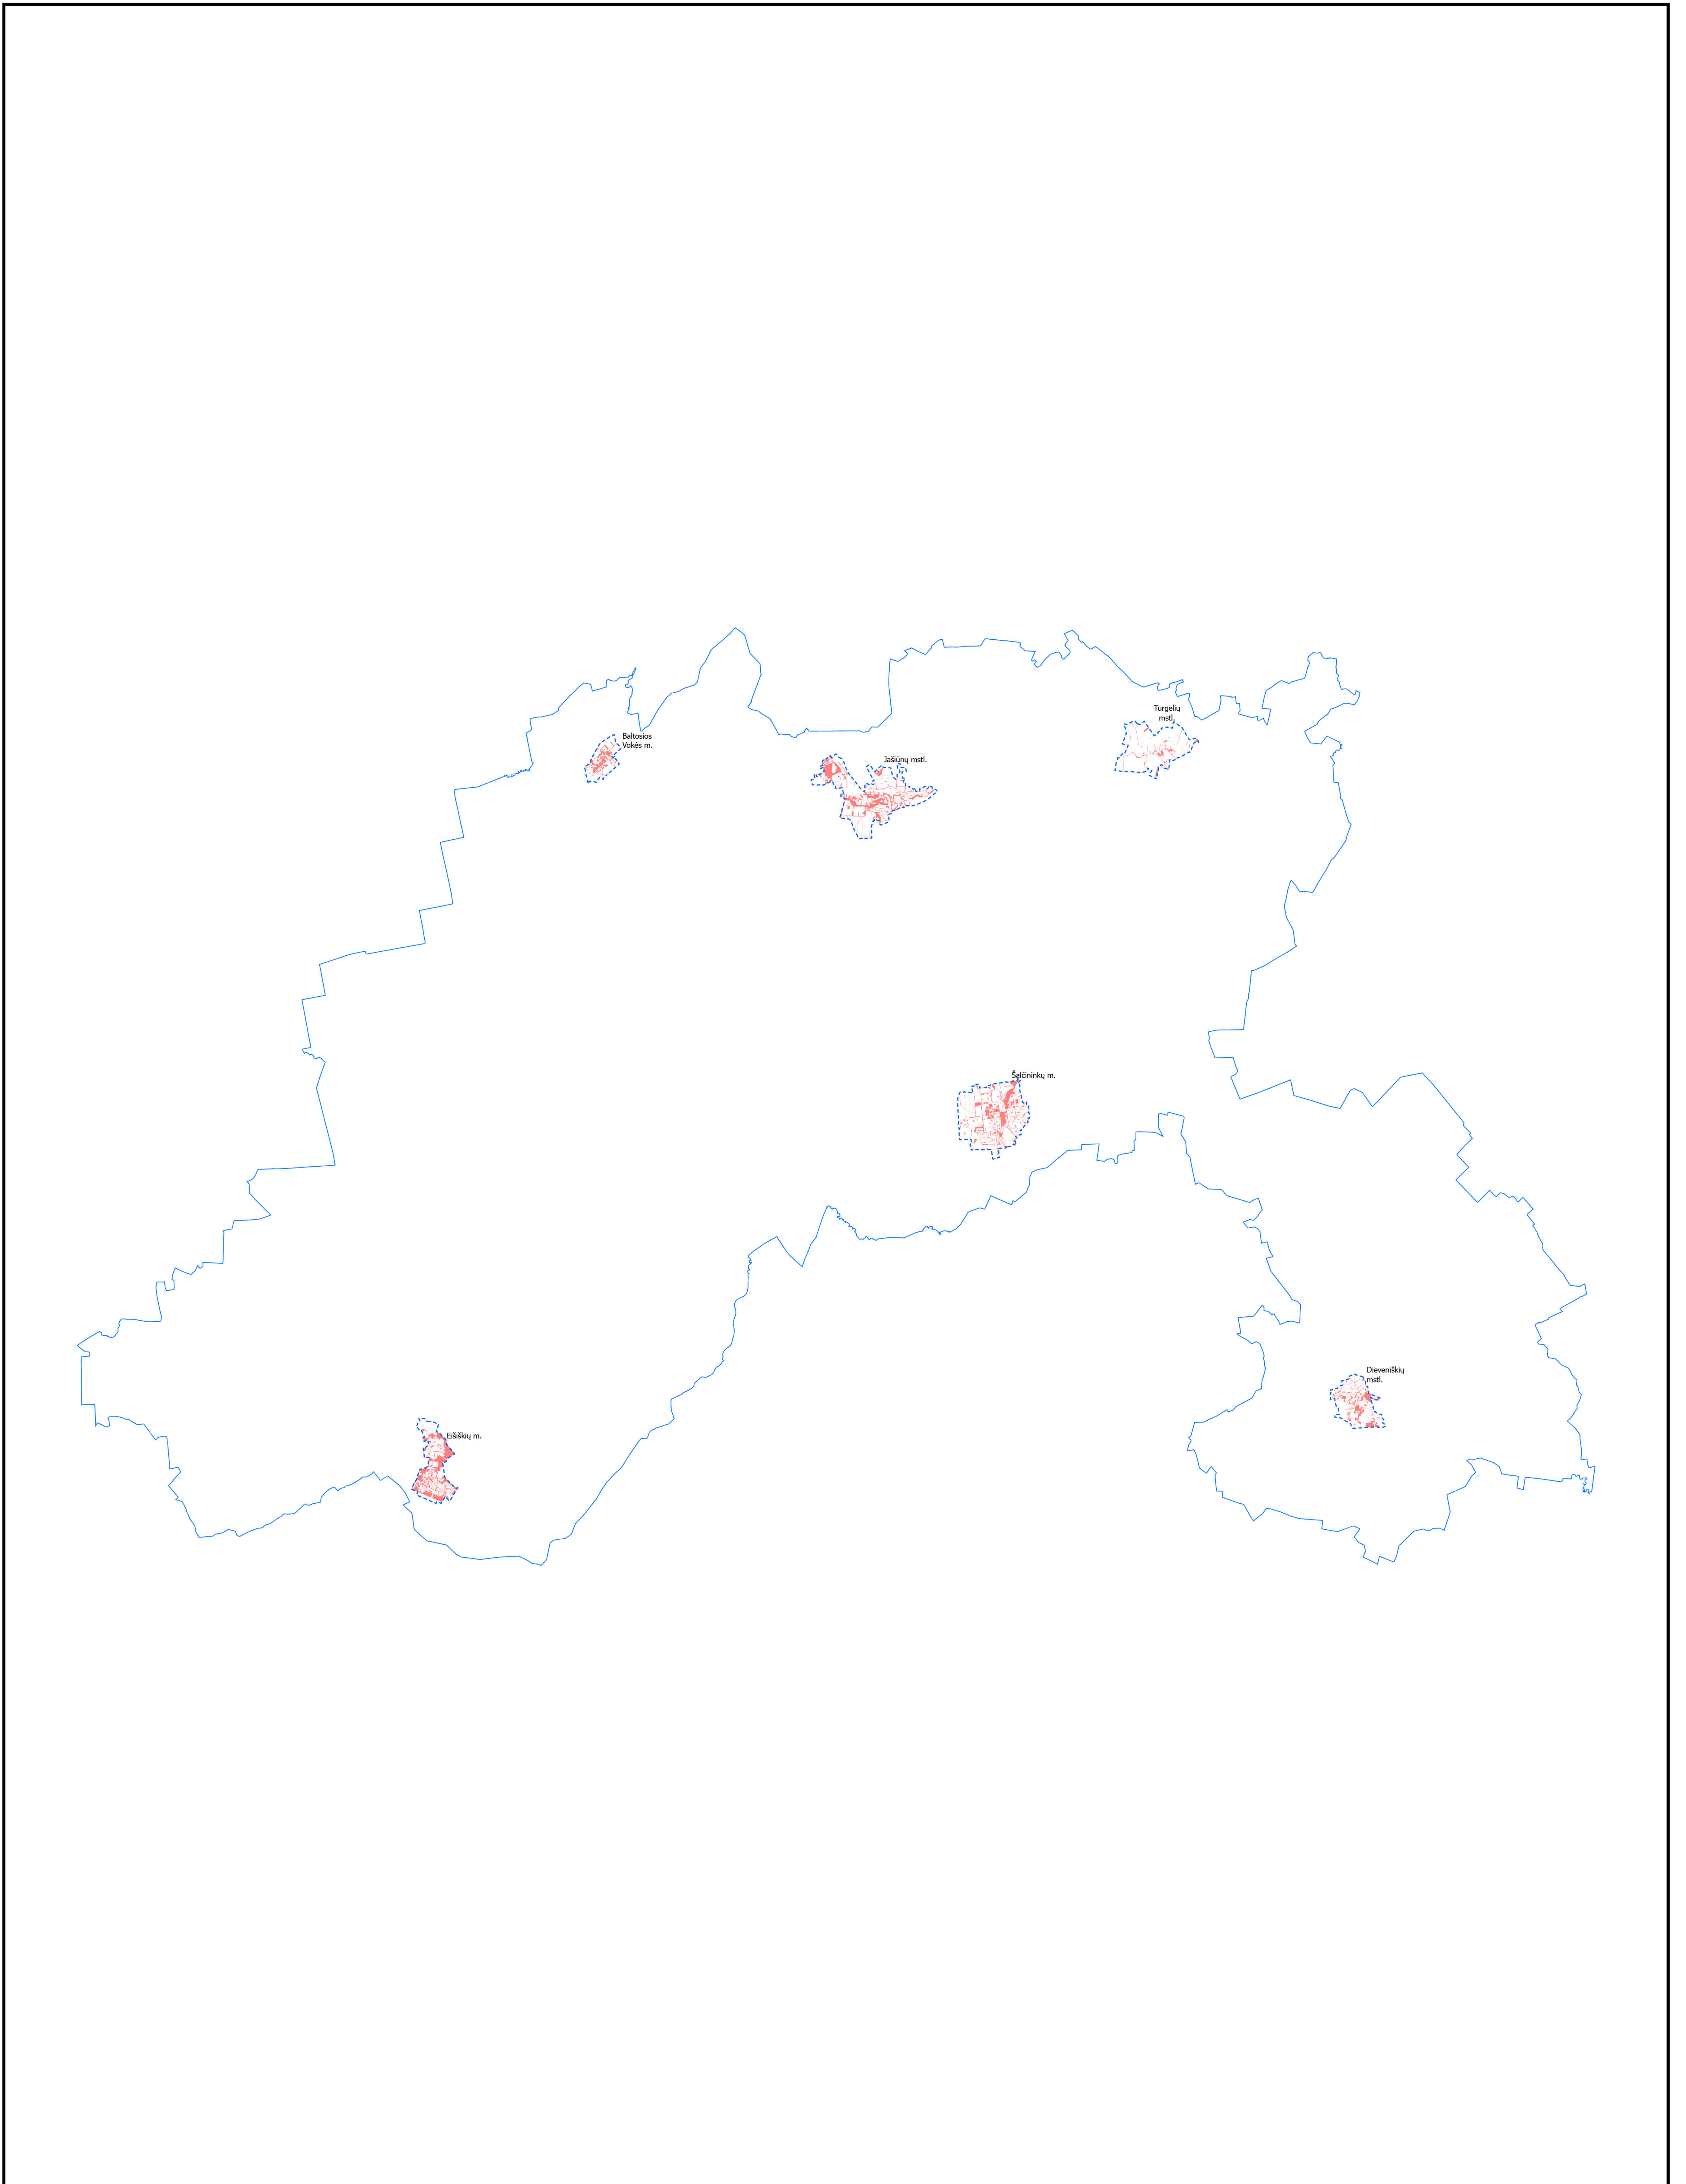 Turgelių
mstl.
Baltosios
Vokės m.
Jašiūnų mstl.
Šalčininkų m.
Dieveniškių
mstl.
Eišiškių m.